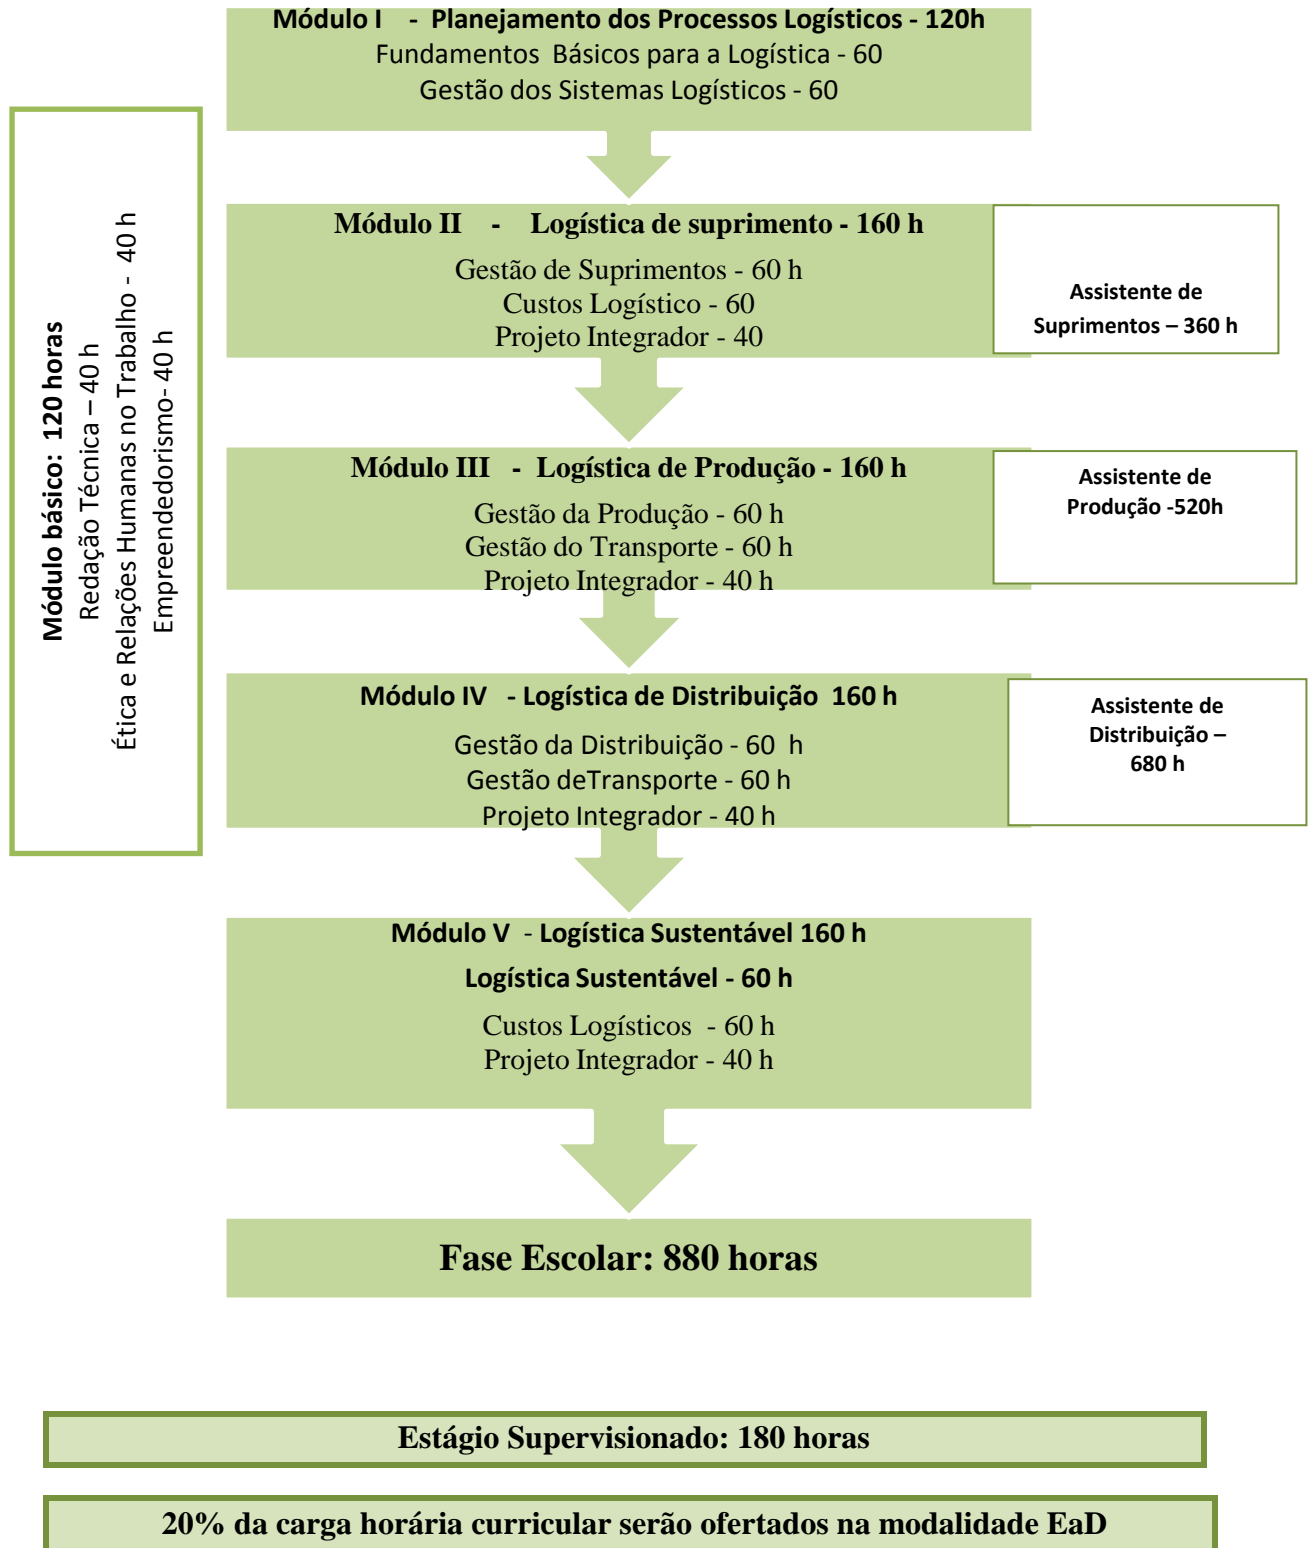 Módulo I - Planejamento dos Processos Logísticos - 120h
Fundamentos Básicos para a Logística - 60
Gestão dos Sistemas Logísticos - 60
Módulo básico: 120 horas
Redação Técnica – 40 h
Ética e Relações Humanas no Trabalho - 40 h
Empreendedorismo- 40 h
Módulo II - Logística de suprimento - 160 h
Gestão de Suprimentos - 60 h
Custos Logístico - 60
Projeto Integrador - 40
Assistente de
Suprimentos – 360 h
Módulo III - Logística de Produção - 160 h
Gestão da Produção - 60 h
Gestão do Transporte - 60 h
Projeto Integrador - 40 h
Assistente de
Produção -520h
Módulo IV - Logística de Distribuição 160 h
Gestão da Distribuição - 60 h
Gestão deTransporte - 60 h
Projeto Integrador - 40 h
Assistente de
Distribuição –
680 h
Módulo V - Logística Sustentável 160 h
Logística Sustentável - 60 h
Custos Logísticos - 60 h
Projeto Integrador - 40 h
Fase Escolar: 880 horas
Estágio Supervisionado: 180 horas
20% da carga horária curricular serão ofertados na modalidade EaD